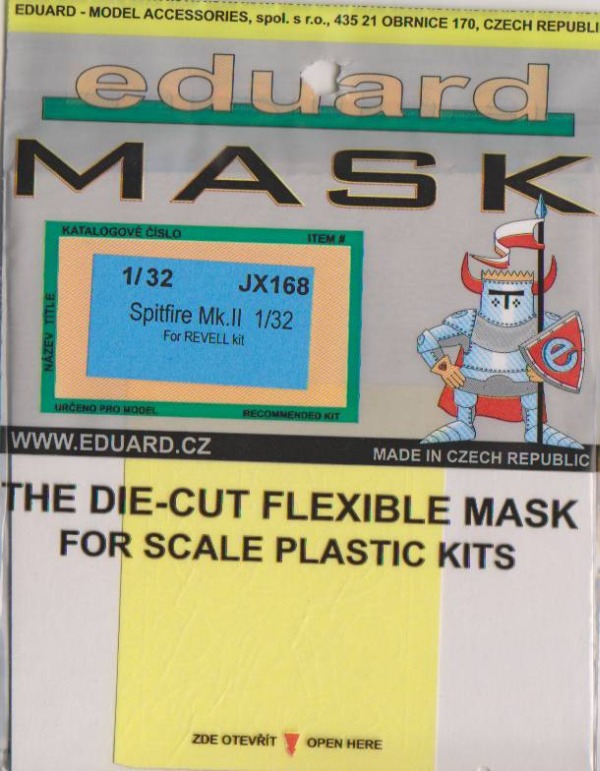 EDUARD - MODEL ACCESSORIES, spol. s r.o., 435 21 OBRNICE 170, CZECH REPUBLI
eduard
MASK
KATALOGOVÉ ČÍSLO ITEM #
NÁZEV TITLE
1/32 JX168
Spitfire Mk.II 1/32
For REVELL kit
URČENO PRO MODEL RECOMMENDED KIT
e
WWW.EDUARD.CZ MADE IN CZECH REPUBLIC
THE DIE-CUT FLEXIBLE MASK
FOR SCALE PLASTIC KITS
ZDE OTEVŘÍT OPEN HERE